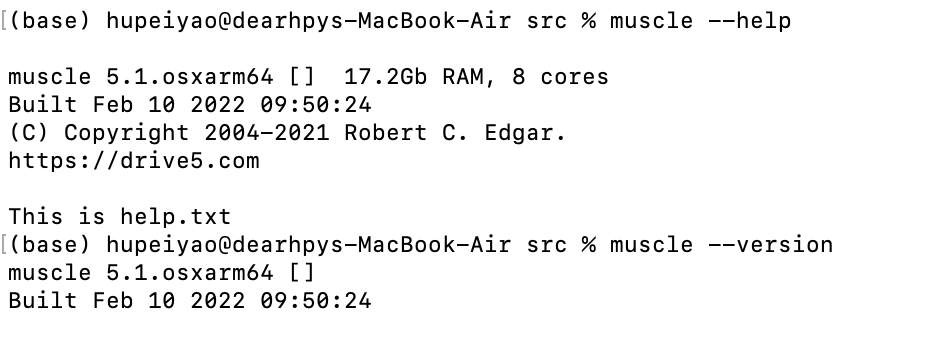 [(base) hupeiyao@dearhpys-MacBook-Air src % muscle --help
muscle 5.1.osxarm64 []  17.2Gb RAM, 8 cores
Built Feb 10 2022 09:50:24
(C) Copyright 2004-2021 Robert C. Edgar.
https://drive5.com
This is help.txt
[(base) hupeiyao@dearhpys-MacBook-Air src % muscle --version
muscle 5.1.osxarm64 []
Built Feb 10 2022 09:50:24